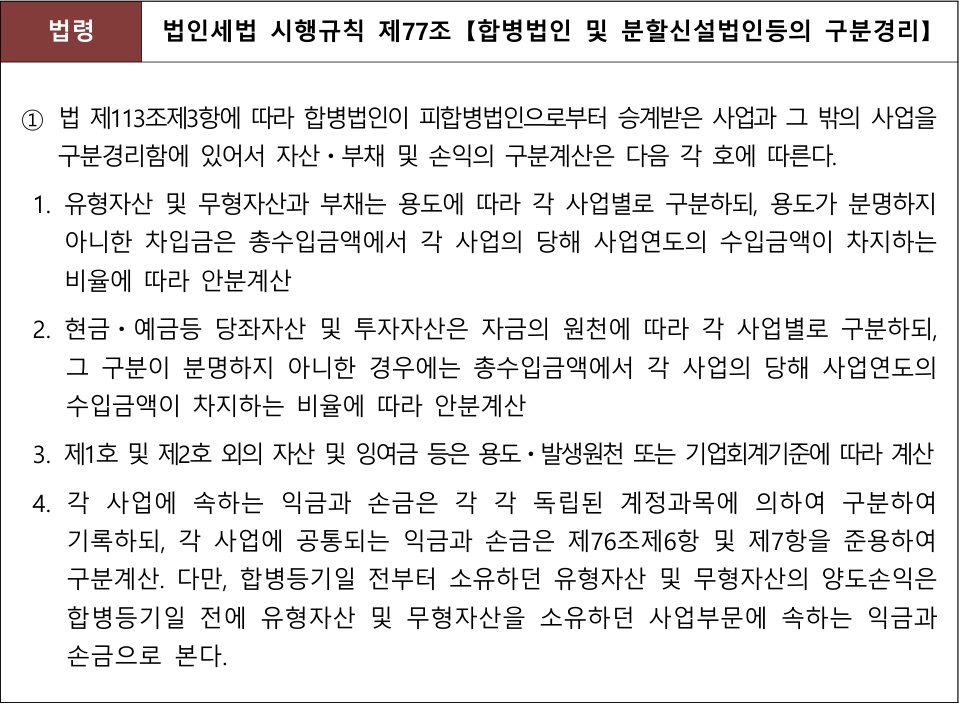 법령
법인세법 시행규칙 제77조 【합병법인 및 분할신설법인등의 구분경리】
① 법 제113조제3항에 따라 합병법인이 피합병법인으로부터 승계받은 사업과 그 밖의 사업을
구분경리함에 있어서 자산・부채 및 손익의 구분계산은 다음 각 호에 따른다.
1. 유형자산 및 무형자산과 부채는 용도에 따라 각 사업별로 구분하되, 용도가 분명하지
아니한 차입금은 총수입금액에서 각 사업의 당해 사업연도의 수입금액이 차지하는
비율에 따라 안분계산
2. 현금・예금등 당좌자산 및 투자자산은 자금의 원천에 따라 각 사업별로 구분하되,
그 구분이 분명하지 아니한 경우에는 총수입금액에서 각 사업의 당해 사업연도의
수입금액이 차지하는 비율에 따라 안분계산
3. 제1호 및 제2호 외의 자산 및 잉여금 등은 용도・발생원천 또는 기업회계기준에 따라 계산
4. 각 사업에 속하는 익금과 손금은 각 각 독립된 계정과목에 의하여 구분하여
기록하되, 각 사업에 공통되는 익금과 손금은 제76조제6항 및 제7항을 준용하여
구분계산. 다만, 합병등기일 전부터 소유하던 유형자산 및 무형자산의 양도손익은
합병등기일 전에 유형자산 및 무형자산을 소유하던 사업부문에 속하는 익금과
손금으로 본다.